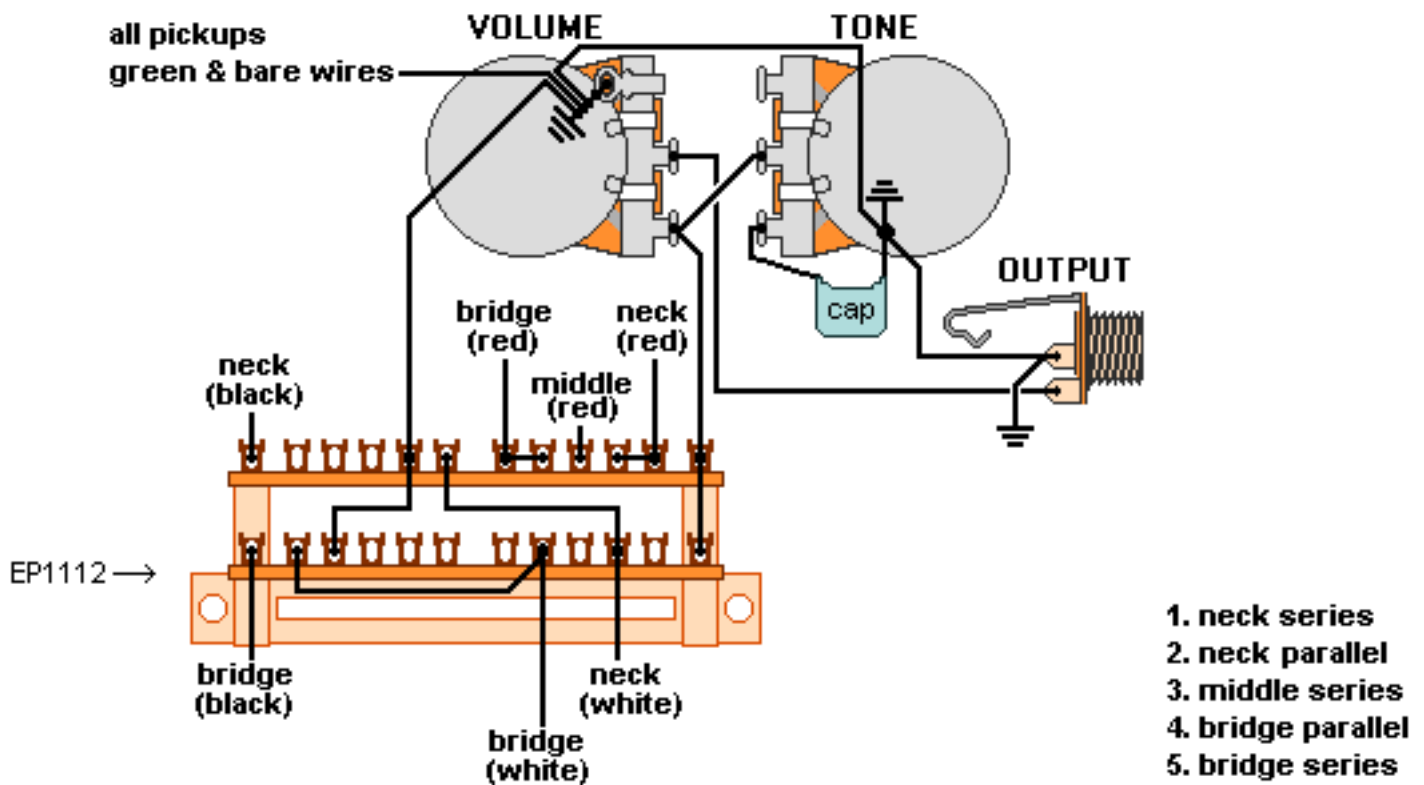 VOLUME
TONE
all pickups
green & bare wires
OUTPUT
cap
bridge
(red)
neck
(red)
neck
(black)
middle
(red)
EP1112 →
bridge
(black)
neck
(white)
bridge
(white)
1. neck series
2. neck parallel
3. middle series
4. bridge parallel
5. bridge series